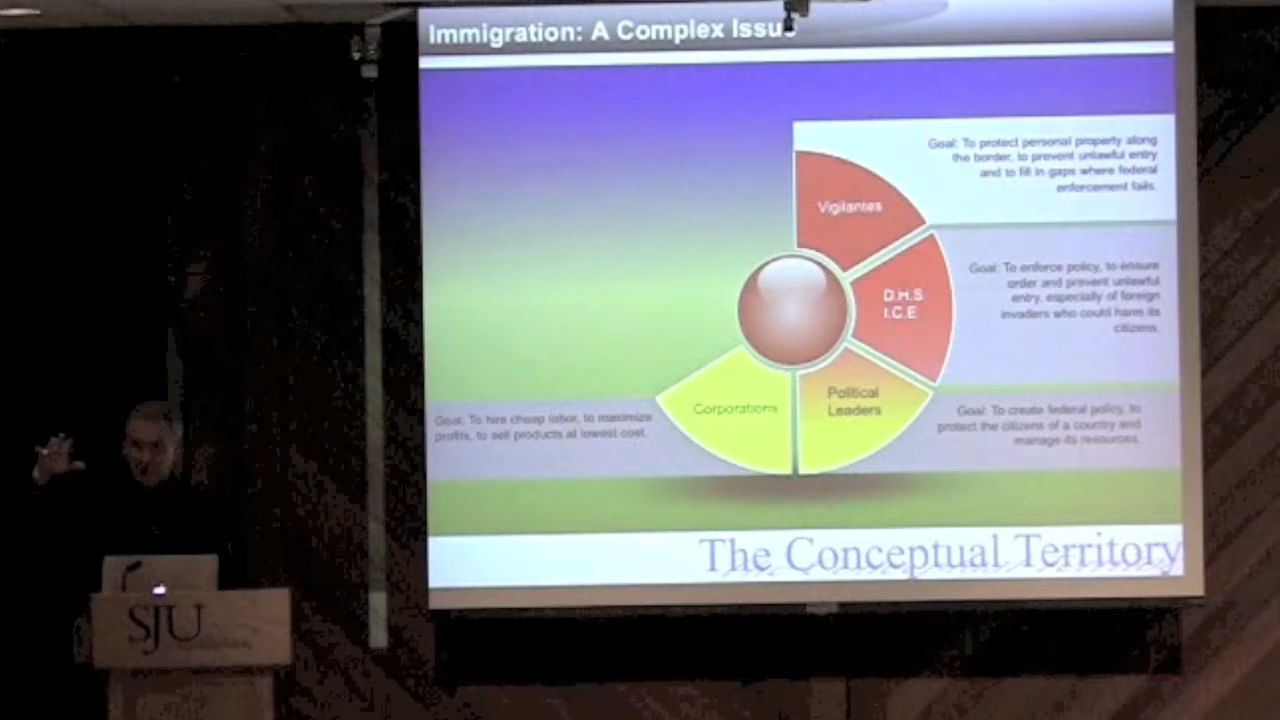 Immigration: A Complex Issue
Goal: To protect personal property along
the border, to prevent unlawful entry
and to fill in gaps where federal
enforcement fails.
Vigilantes
Goal: To enforce policy, to ensure
order and prevent unlawful
entry, especially of foreign
invaders who could harm its
citizens.
D.H.S
I.C.E
Political
Leaders
Goal: To create federal policy, to
protect the citizens of a country and
manage its resources.
Corporations
Goal: To hire cheap labor, to maximize
profits, to sell products at lowest cost.
The Conceptual Territory
SJU